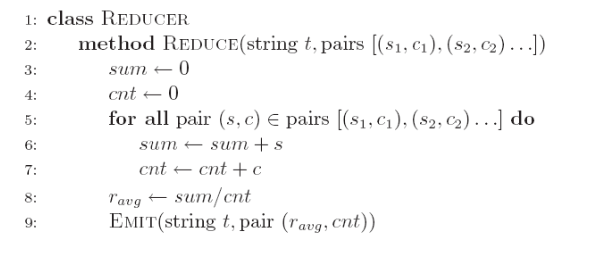 1: class REDUCER
2: method REDUCE(string t, pairs [(s₁, c₁), (s₂, c₂) . . .])
3: sum ← 0
4: cnt ← 0
5: for all pair (s, c) ∈ pairs [(s₁, c₁), (s₂, c₂) . . .] do
6: sum ← sum + s
7: cnt ← cnt + c
8: r_avg ← sum/cnt
9: EMIT(string t, pair (r_avg, cnt))